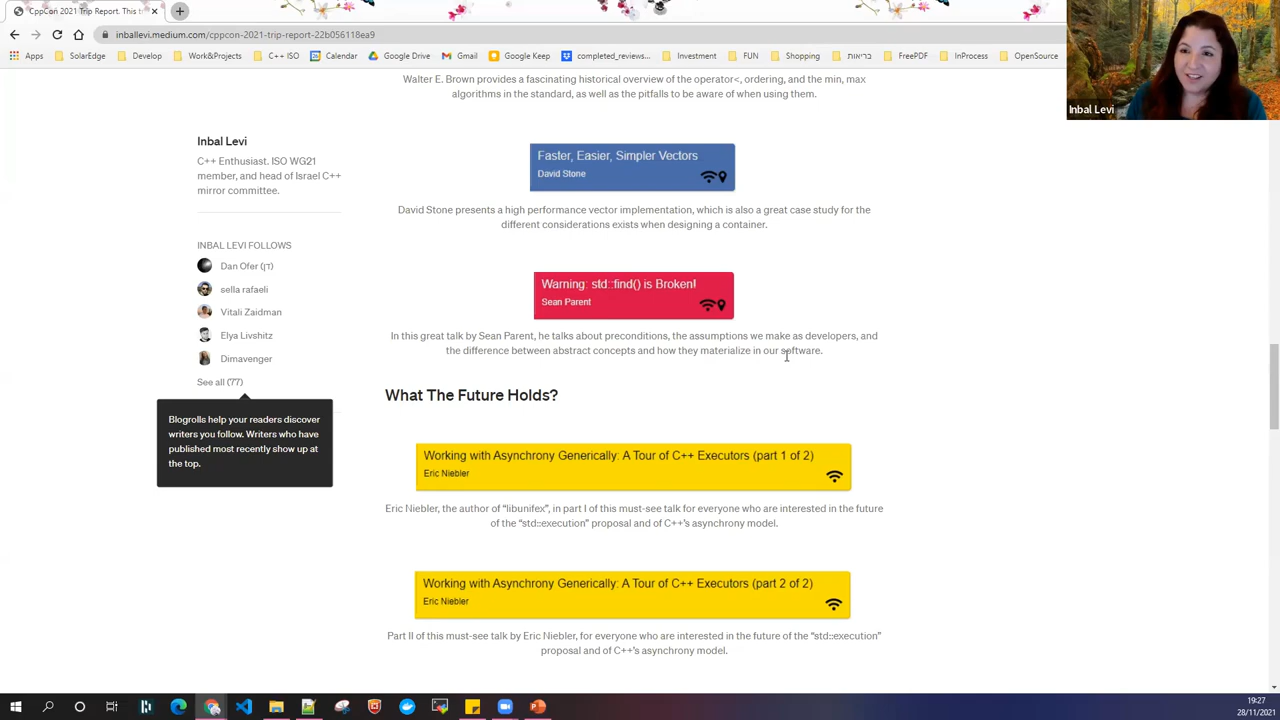 CppCon 2021 Trip Report. This t
inballevi.medium.com/cppcon-2021-trip-report-22b056118ea9
Apps SolarEdge Develop Work&Projects C++ ISO Calendar Google Drive Gmail Google Keep completed_reviews... Investment FUN Shopping בריאות FreePDF InProcess OpenSource
Inbal Levi
Walter E. Brown provides a fascinating historical overview of the operator<, ordering, and the min, max
algorithms in the standard, as well as the pitfalls to be aware of when using them.
Inbal Levi
C++ Enthusiast. ISO WG21
member, and head of Israel C++
mirror committee.
INBAL LEVI FOLLOWS
Dan Ofer (דן)
sella rafaeli
Vitali Zaidman
Elya Livshitz
Dimavenger
See all (77)
Blogrolls help your readers discover
writers you follow. Writers who have
published most recently show up at
the top.
Faster, Easier, Simpler Vectors
David Stone
David Stone presents a high performance vector implementation, which is also a great case study for the
different considerations exists when designing a container.
Warning: std::find() is Broken!
Sean Parent
In this great talk by Sean Parent, he talks about preconditions, the assumptions we make as developers, and
the difference between abstract concepts and how they materialize in our software.
What The Future Holds?
Working with Asynchrony Generically: A Tour of C++ Executors (part 1 of 2)
Eric Niebler
Eric Niebler, the author of “libunifex”, in part I of this must-see talk for everyone who are interested in the future
of the “std::execution” proposal and of C++’s asynchrony model.
Working with Asynchrony Generically: A Tour of C++ Executors (part 2 of 2)
Eric Niebler
Part II of this must-see talk by Eric Niebler, for everyone who are interested in the future of the “std::execution”
proposal and of C++’s asynchrony model.
19:27
28/11/2021